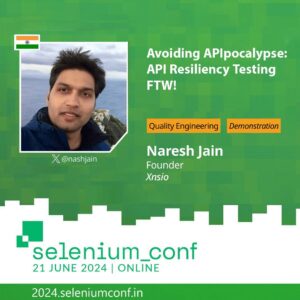 Avoiding APIpocalypse:
API Resiliency Testing
FTW!
Quality Engineering
Demonstration
X @nashjain
Naresh Jain
Founder
Xnsio
selenium_conf
21 JUNE 2024 | ONLINE
2024.seleniumconf.in